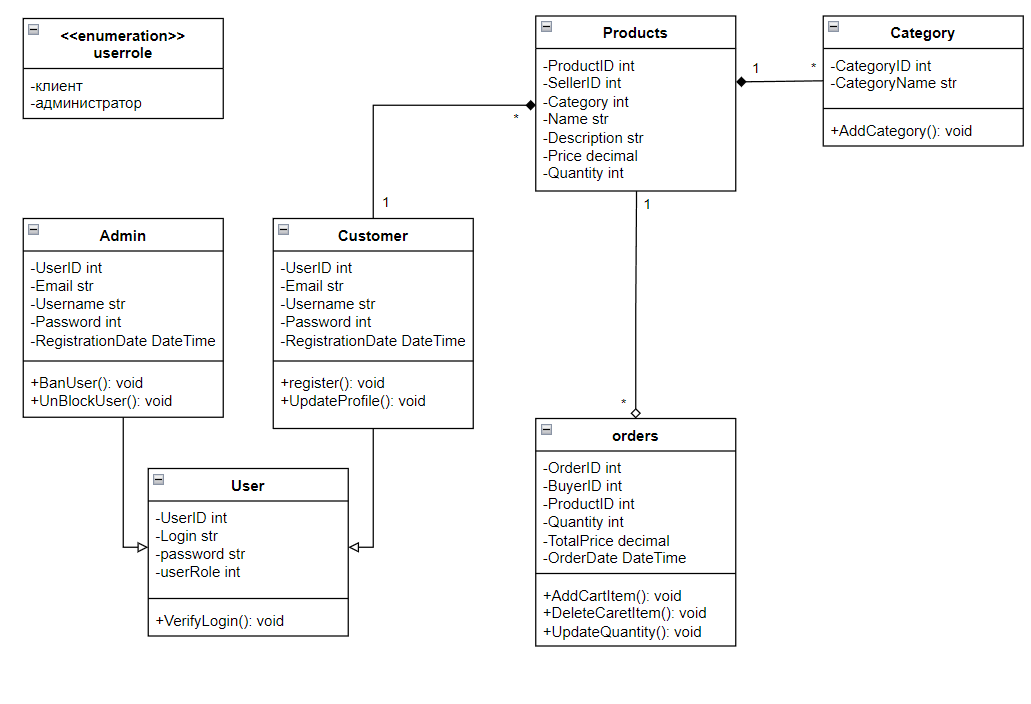 <<enumeration>>
userrole
-клиент
-администратор
Products
-ProductID int
-SellerID int
-Category int
-Name str
-Description str
-Price decimal
-Quantity int
1
*
Category
-CategoryID int
-CategoryName str
+AddCategory(): void
*
1
1
*
Admin
-UserID int
-Email str
-Username str
-Password int
-RegistrationDate DateTime
+BanUser(): void
+UnBlockUser(): void
Customer
-UserID int
-Email str
-Username str
-Password int
-RegistrationDate DateTime
+register(): void
+UpdateProfile(): void
User
-UserID int
-Login str
-password str
-userRole int
+VerifyLogin(): void
orders
-OrderID int
-BuyerID int
-ProductID int
-Quantity int
-TotalPrice decimal
-OrderDate DateTime
+AddCartItem(): void
+DeleteCaretItem(): void
+UpdateQuantity(): void